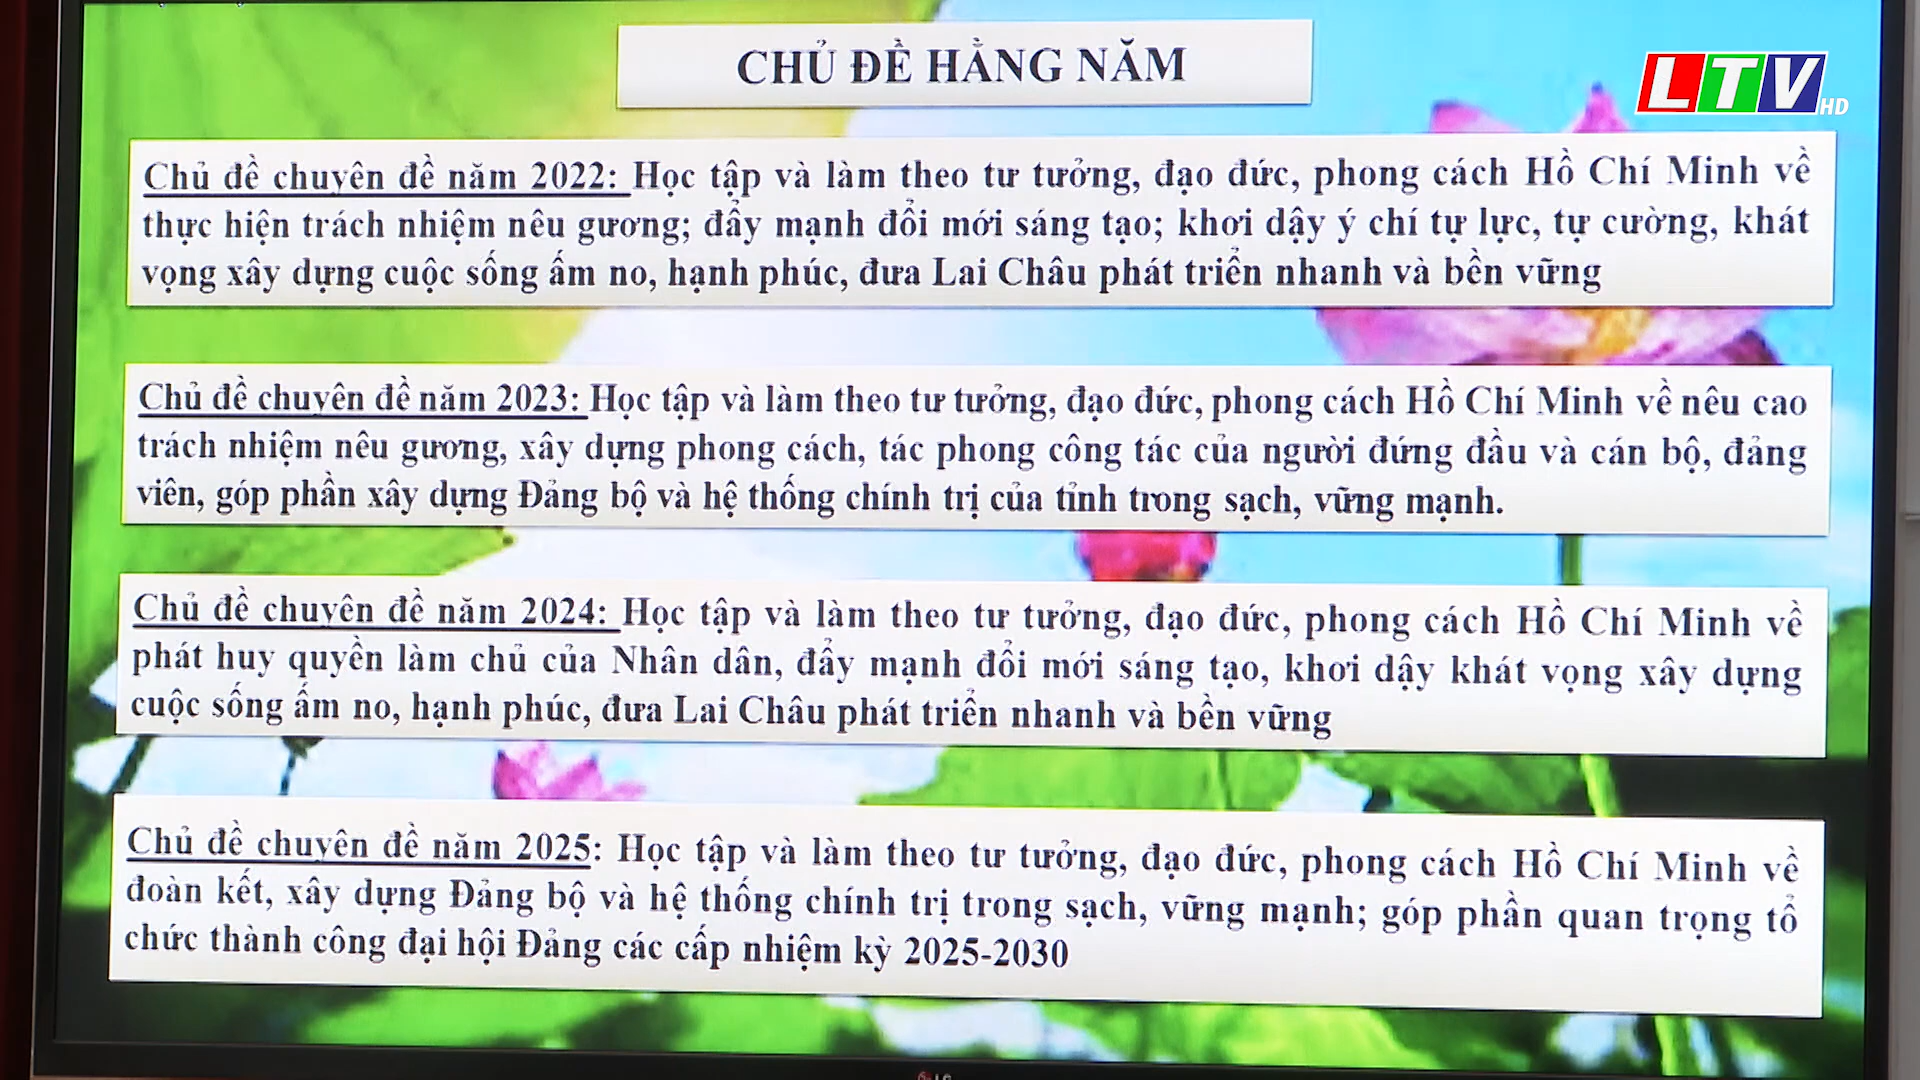 CHỦ ĐỀ HẰNG NĂM
LTV HD
Chủ đề chuyên đề năm 2022: Học tập và làm theo tư tưởng, đạo đức, phong cách Hồ Chí Minh về
thực hiện trách nhiệm nêu gương; đẩy mạnh đổi mới sáng tạo; khơi dậy ý chí tự lực, tự cường, khát
vọng xây dựng cuộc sống ấm no, hạnh phúc, đưa Lai Châu phát triển nhanh và bền vững
Chủ đề chuyên đề năm 2023: Học tập và làm theo tư tưởng, đạo đức, phong cách Hồ Chí Minh về nêu cao
trách nhiệm nêu gương, xây dựng phong cách, tác phong công tác của người đứng đầu và cán bộ, đảng
viên, góp phần xây dựng Đảng bộ và hệ thống chính trị của tỉnh trong sạch, vững mạnh.
Chủ đề chuyên đề năm 2024: Học tập và làm theo tư tưởng, đạo đức, phong cách Hồ Chí Minh về
phát huy quyền làm chủ của Nhân dân, đẩy mạnh đổi mới sáng tạo, khơi dậy khát vọng xây dựng
cuộc sống ấm no, hạnh phúc, đưa Lai Châu phát triển nhanh và bền vững
Chủ đề chuyên đề năm 2025: Học tập và làm theo tư tưởng, đạo đức, phong cách Hồ Chí Minh về
đoàn kết, xây dựng Đảng bộ và hệ thống chính trị trong sạch, vững mạnh; góp phần quan trọng tổ
chức thành công đại hội Đảng các cấp nhiệm kỳ 2025-2030
LG